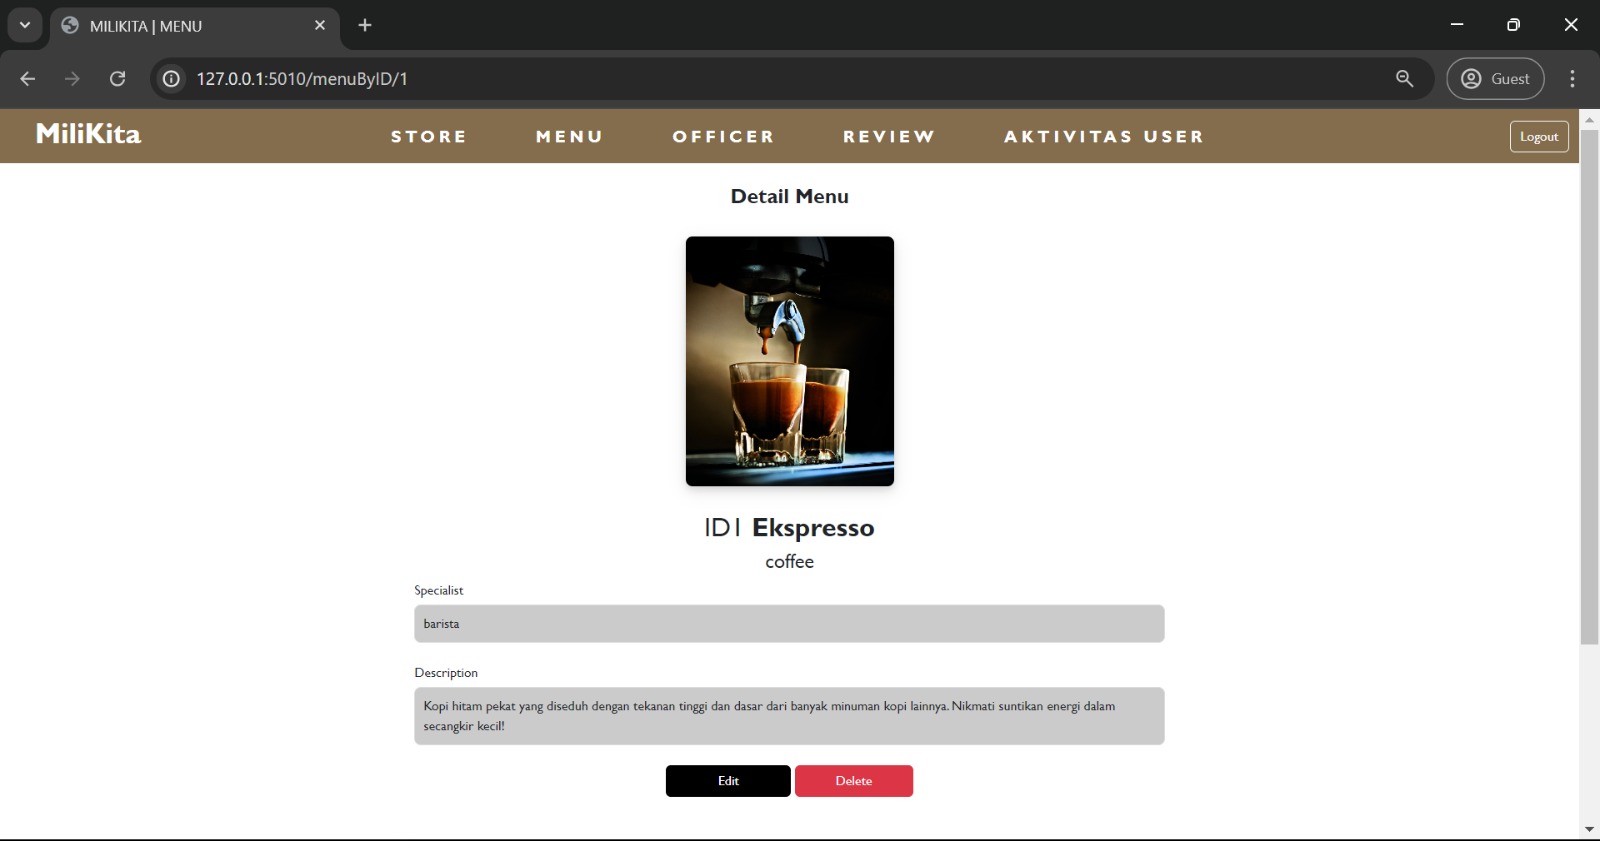 MILIKITA | MENU
127.0.0.1:5010/menuByID/1
Guest
MiliKita
STORE MENU OFFICER REVIEW AKTIVITAS USER
Logout
Detail Menu
ID1 Ekspresso
coffee
Specialist
barista
Description
Kopi hitam pekat yang diseduh dengan tekanan tinggi dan dasar dari banyak minuman kopi lainnya. Nikmati suntikan energi dalam
secangkir kecil!
Edit Delete